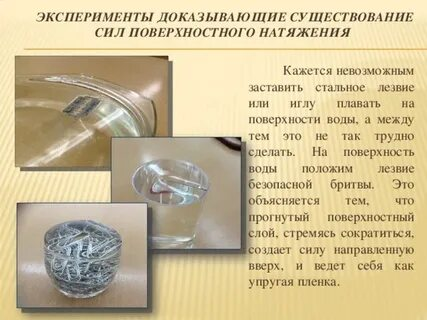 ЭКСПЕРИМЕНТЫ ДОКАЗЫВАЮЩИЕ СУЩЕСТВОВАНИЕ
СИЛ ПОВЕРХНОСТНОГО НАТЯЖЕНИЯ
Кажется невозможным
заставить стальное лезвие
или иглу плавать на
поверхности воды, а между
тем это не так трудно
сделать. На поверхность
воды положим лезвие
безопасной бритвы. Это
объясняется тем, что
прогнутый поверхностный
слой, стремясь сократиться,
создает силу направленную
вверх, и ведет себя как
упругая пленка.